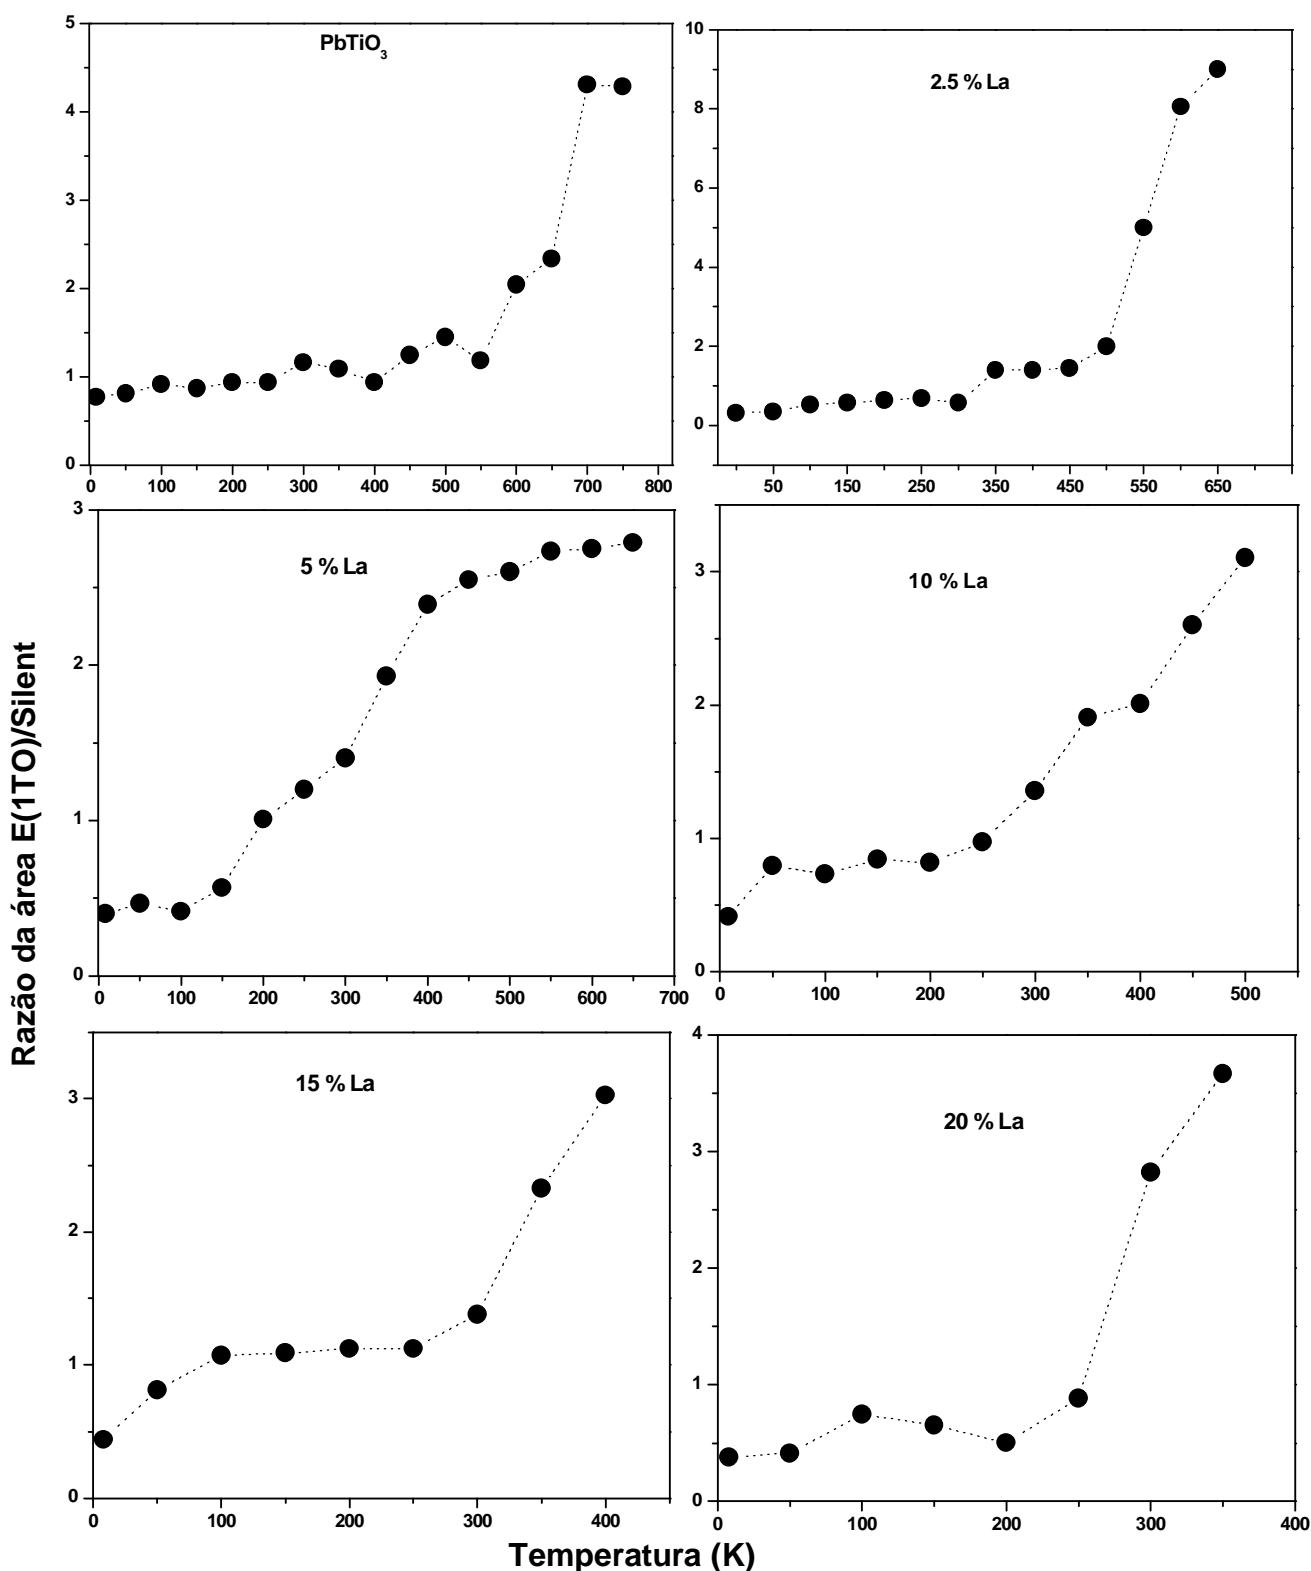 PbTiO3
5
4
3
2
1
0
0 100 200 300 400 500 600 700 800
2.5% La
10
8
6
4
2
0
50 150 250 350 450 550 650
5 % La
3
2
1
0
0 100 200 300 400 500 600 700
10 % La
3
2
1
0
0 100 200 300 400 500
15 % La
3
2
1
0
0 100 200 300 400
20 % La
4
3
2
1
0
0 100 200 300 400
Razão da área E(1TO)/Silent
Temperatura (K)